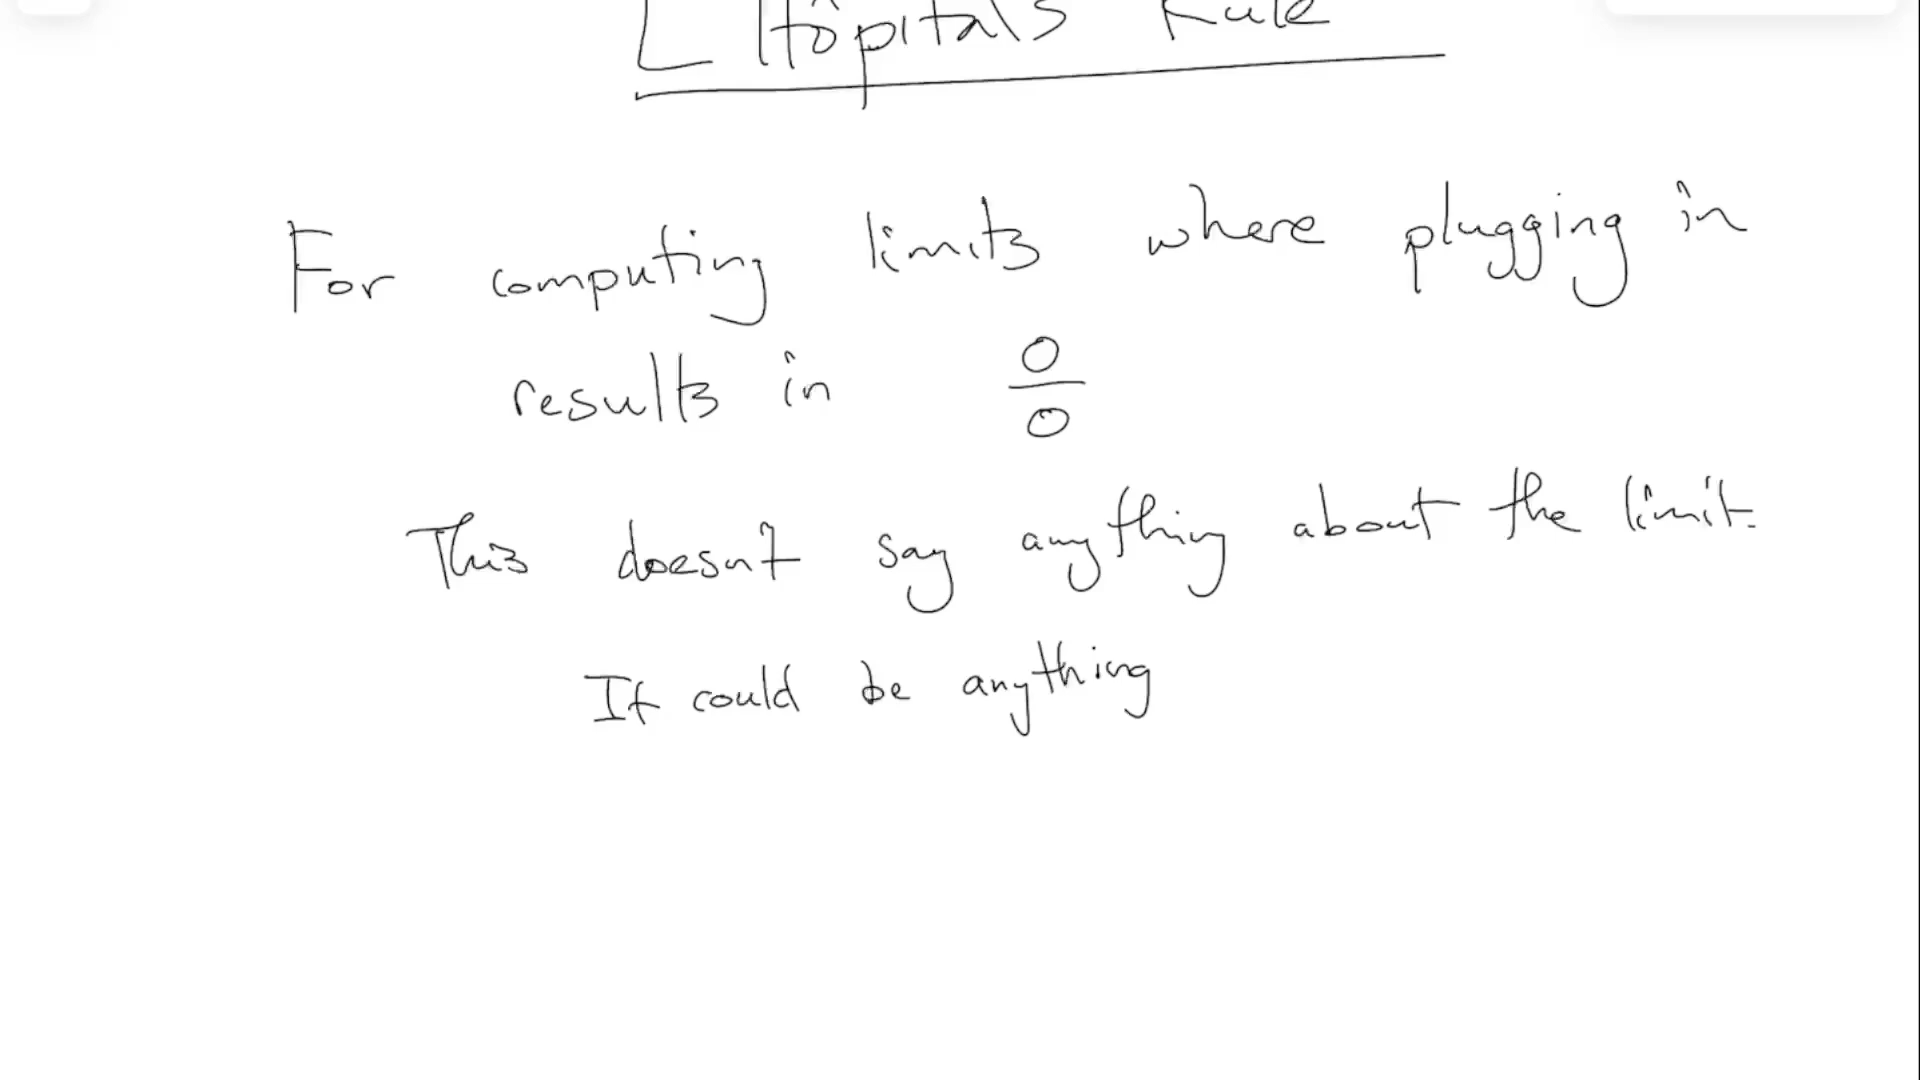 L'Hôpitals Rule
For computing limits where plugging in
results in 0/0
This doesn't say anything about the limit.
It could be anything